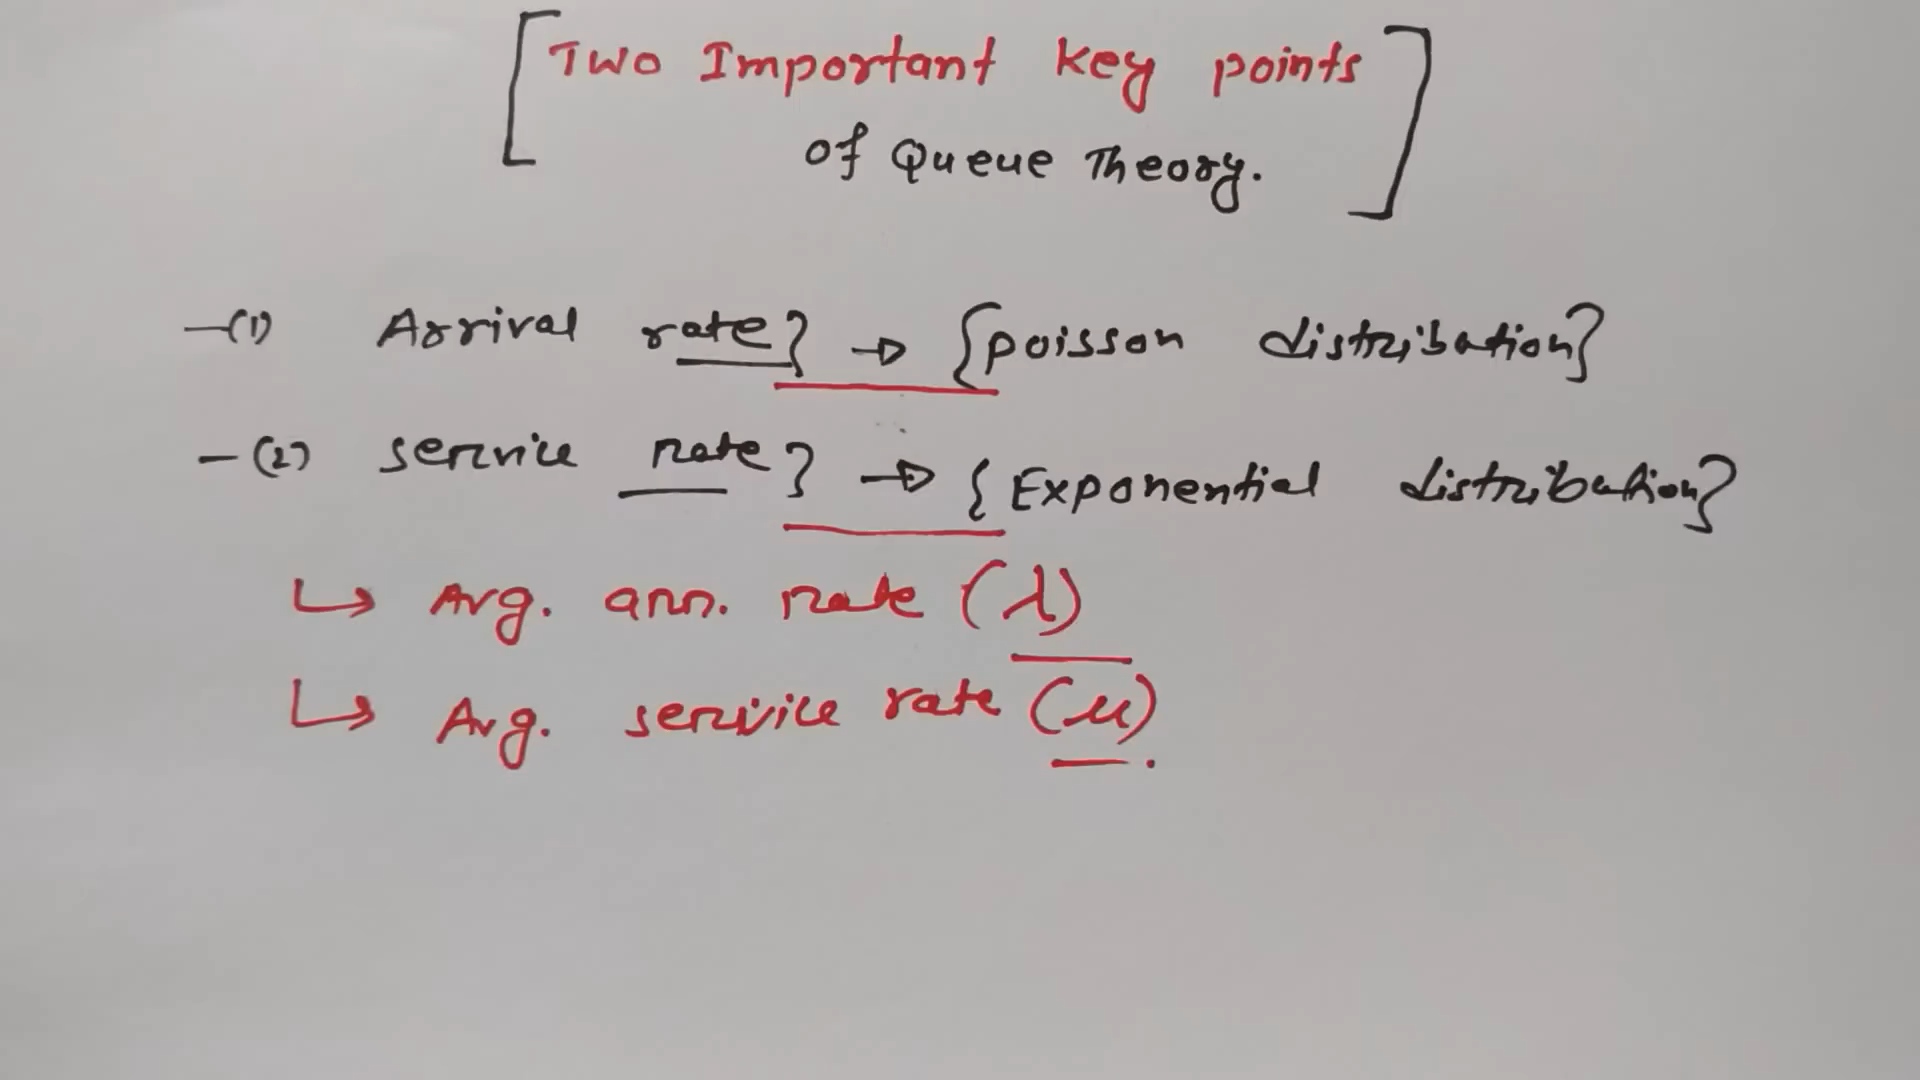 [Two Important key points
of Queue Theory.]
-(1) Arrival rate} → {poisson distribution}
-(2) service rate} → {Exponential distribution}
↳ Avg. arr. rate (λ)
↳ Avg. service rate (μ).